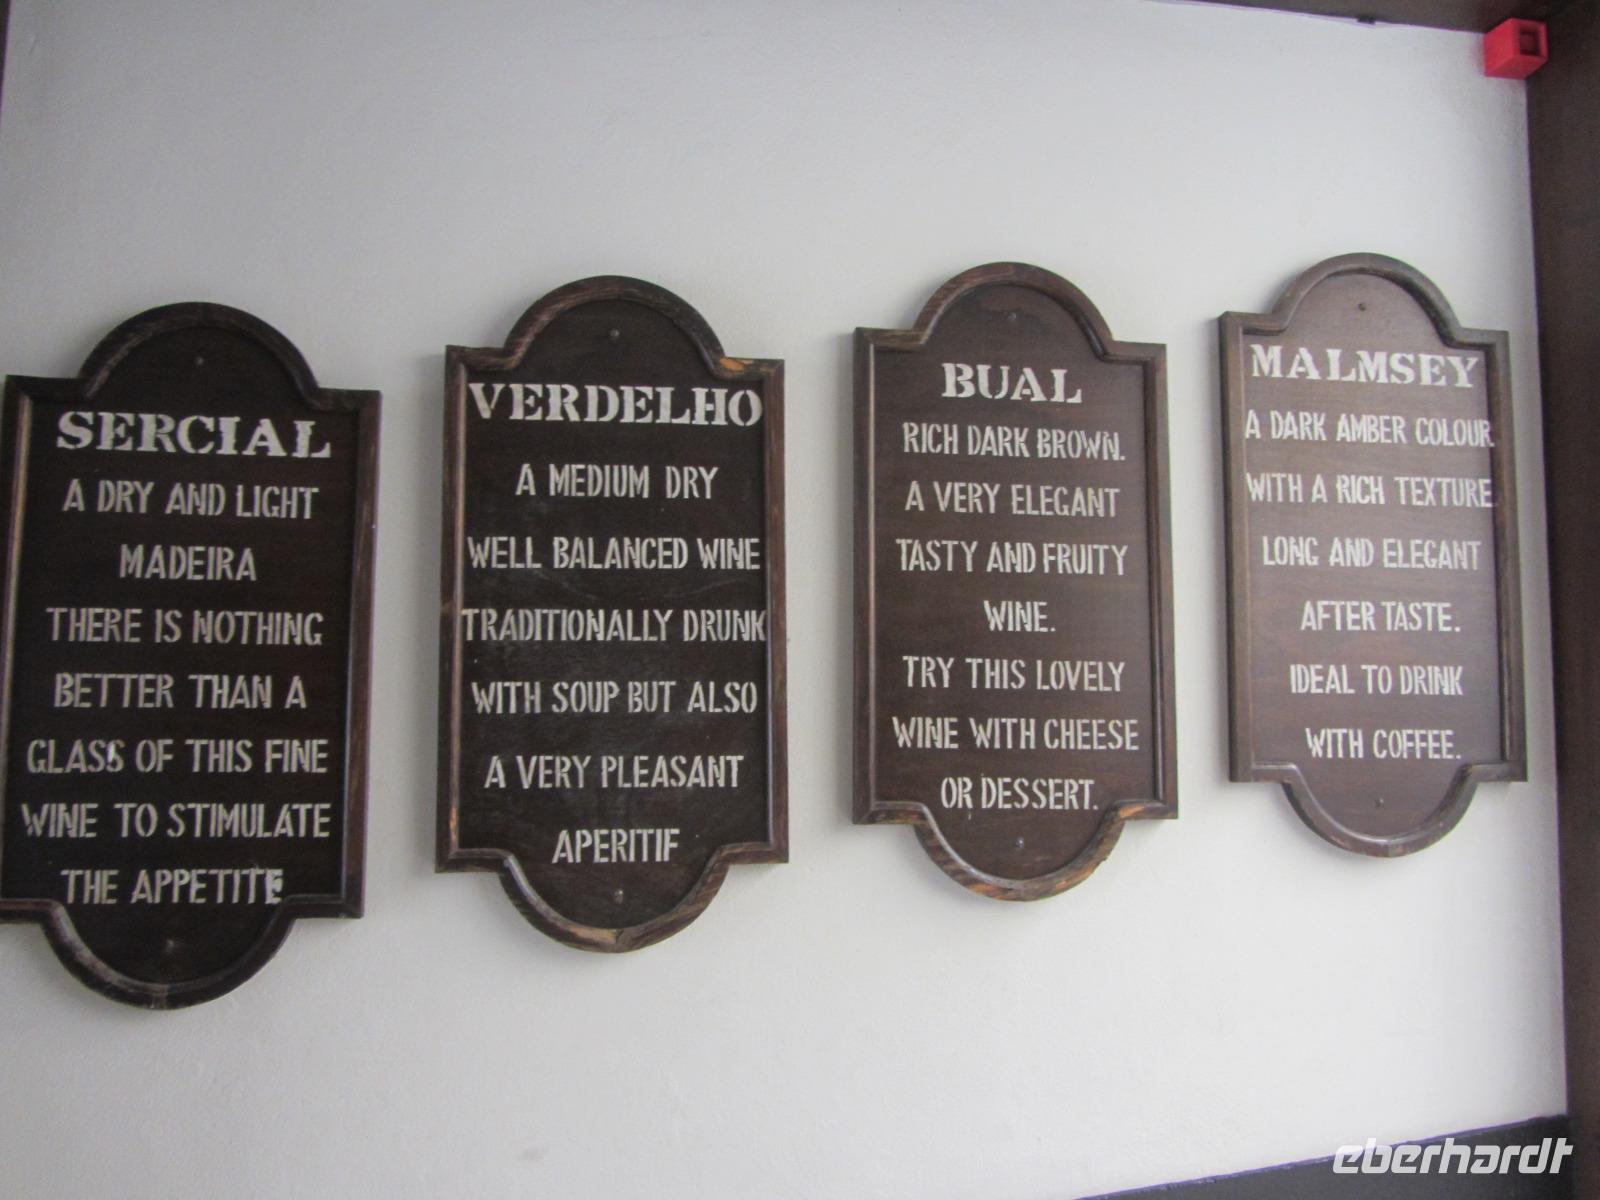 SERCIAL
A DRY AND LIGHT
MADEIRA
THERE IS NOTHING
BETTER THAN A
GLASS OF THIS FINE
WINE TO STIMULATE
THE APPETITE
VERDELHO
A MEDIUM DRY
WELL BALANCED WINE
TRADITIONALLY DRUNK
WITH SOUP BUT ALSO
A VERY PLEASANT
APERITIF
BUAL
RICH DARK BROWN.
A VERY ELEGANT
TASTY AND FRUITY
WINE.
TRY THIS LOVELY
WINE WITH CHEESE
OR DESSERT.
MALMSEY
A DARK AMBER COLOUR.
WITH A RICH TEXTURE.
LONG AND ELEGANT
AFTER TASTE.
IDEAL TO DRINK
WITH COFFEE.
eberhardt